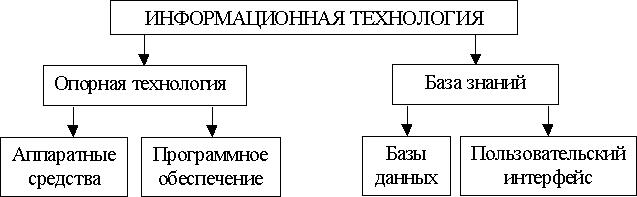 ИНФОРМАЦИОННАЯ ТЕХНОЛОГИЯ
Опорная технология
База знаний
Аппаратные
средства
Программное
обеспечение
Базы
данных
Пользовательский
интерфейс